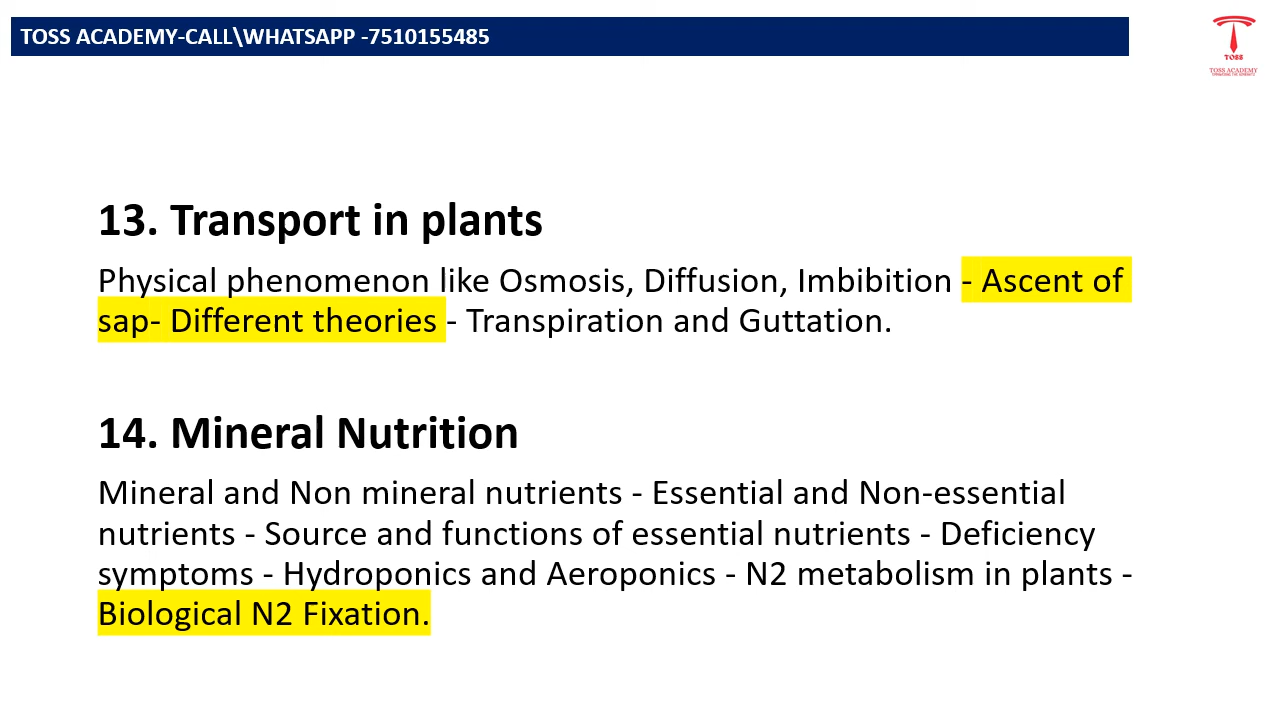 TOSS ACADEMY-CALL\WHATSAPP -7510155485
TOSS
TOSS ACADEMY
13. Transport in plants
Physical phenomenon like Osmosis, Diffusion, Imbibition - Ascent of
sap- Different theories - Transpiration and Guttation.
14. Mineral Nutrition
Mineral and Non mineral nutrients - Essential and Non-essential
nutrients - Source and functions of essential nutrients - Deficiency
symptoms - Hydroponics and Aeroponics - N2 metabolism in plants -
Biological N2 Fixation.